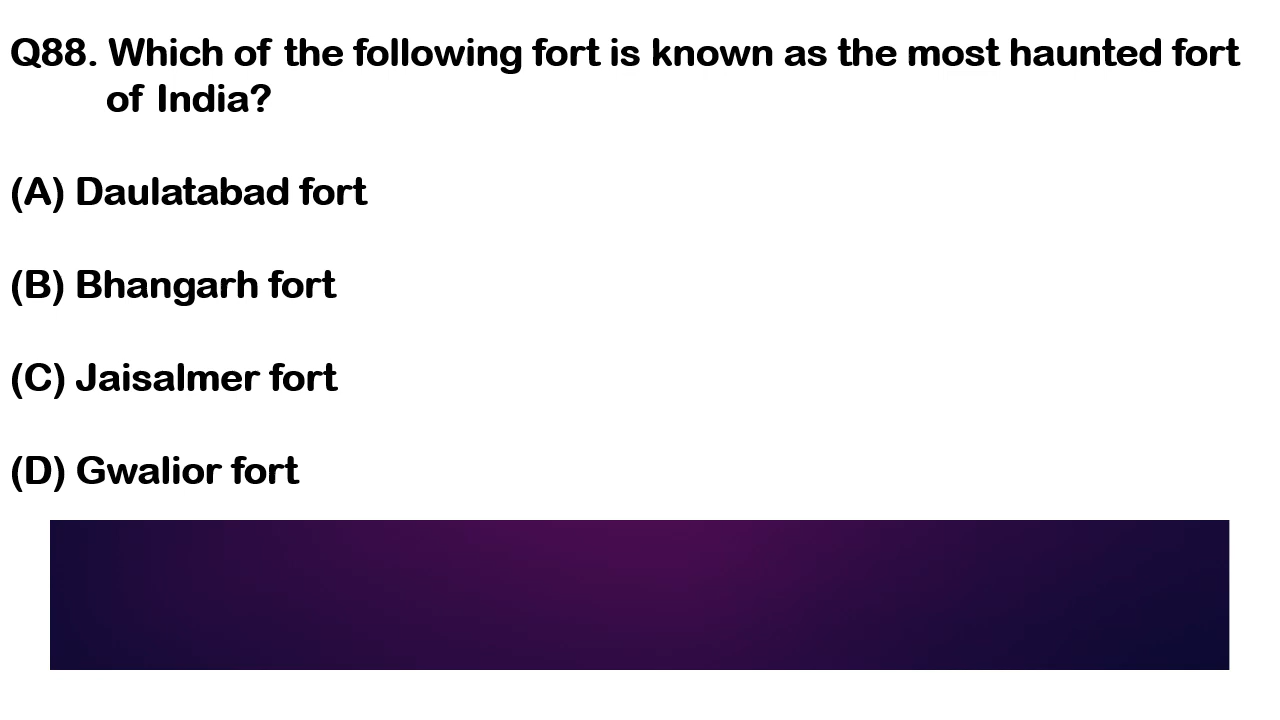 Q88. Which of the following fort is known as the most haunted fort
of India?
(A) Daulatabad fort
(B) Bhangarh fort
(C) Jaisalmer fort
(D) Gwalior fort